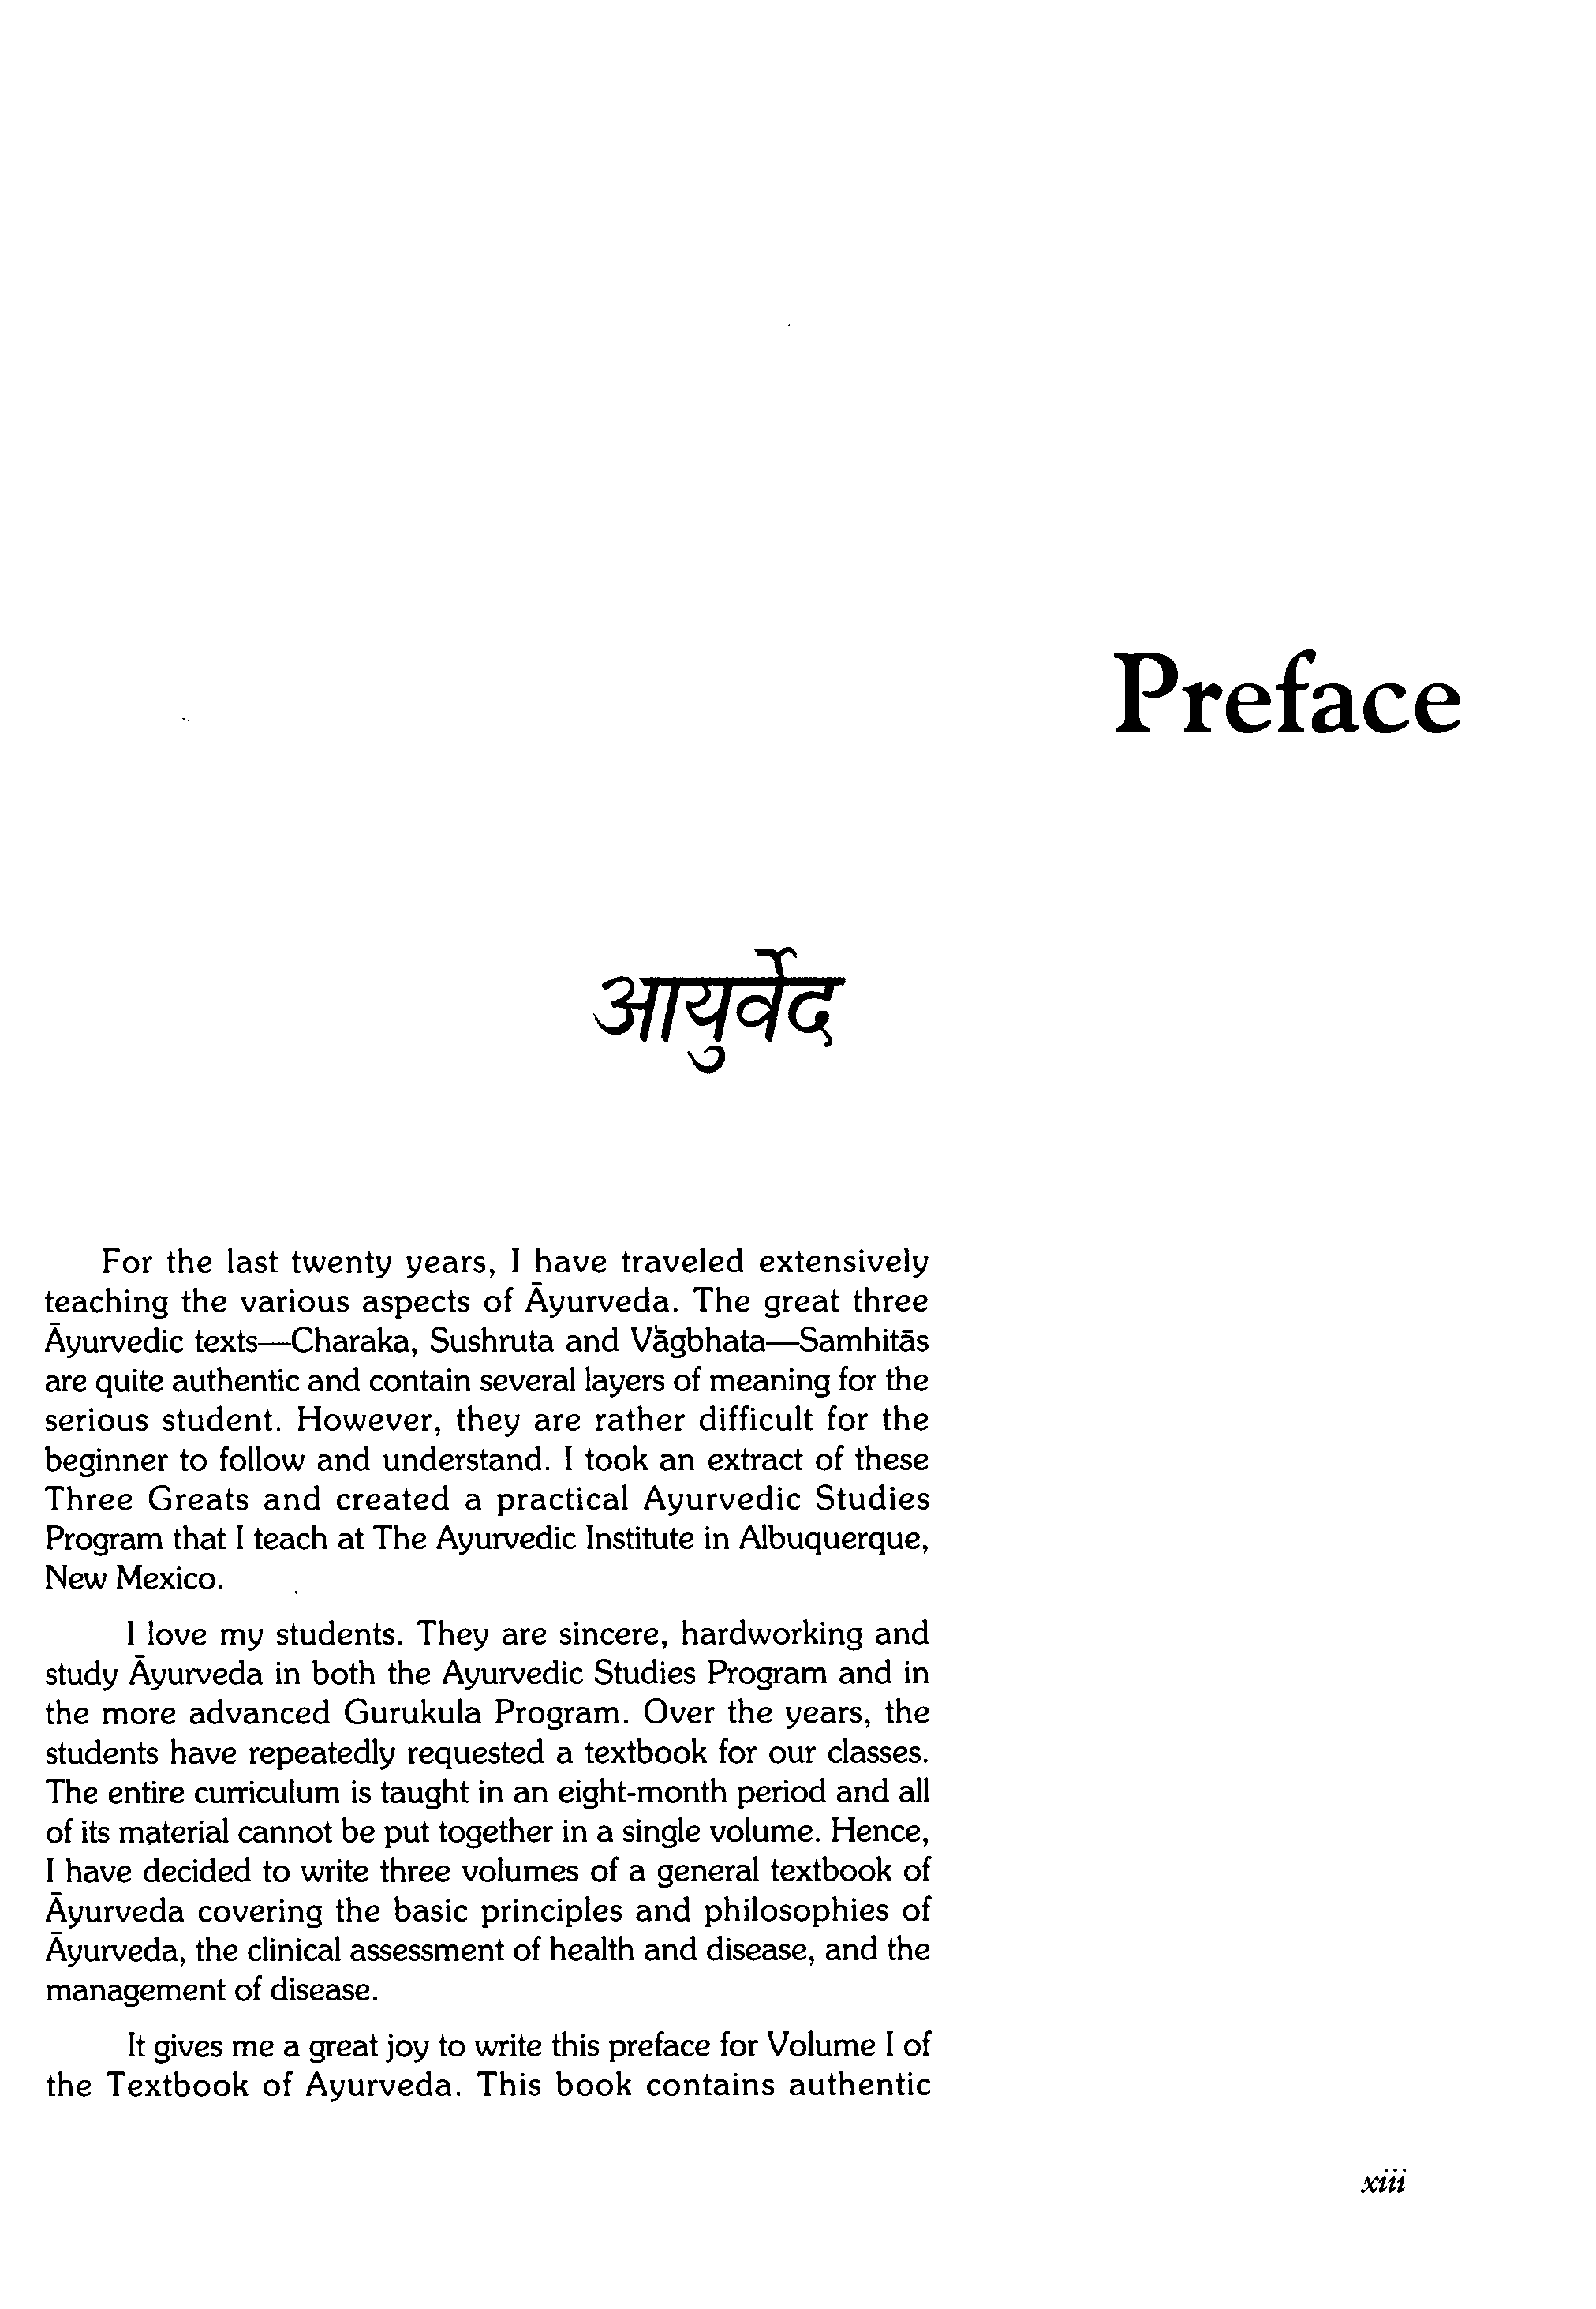 Preface
आयुर्वेद
For the last twenty years, I have traveled extensively
teaching the various aspects of Āyurveda. The great three
Āyurvedic texts—Charaka, Sushruta and Vāgbhata—Samhitās
are quite authentic and contain several layers of meaning for the
serious student. However, they are rather difficult for the
beginner to follow and understand. I took an extract of these
Three Greats and created a practical Ayurvedic Studies
Program that I teach at The Ayurvedic Institute in Albuquerque,
New Mexico.
I love my students. They are sincere, hardworking and
study Āyurveda in both the Ayurvedic Studies Program and in
the more advanced Gurukula Program. Over the years, the
students have repeatedly requested a textbook for our classes.
The entire curriculum is taught in an eight-month period and all
of its material cannot be put together in a single volume. Hence,
I have decided to write three volumes of a general textbook of
Āyurveda covering the basic principles and philosophies of
Āyurveda, the clinical assessment of health and disease, and the
management of disease.
It gives me a great joy to write this preface for Volume I of
the Textbook of Ayurveda. This book contains authentic
xiii